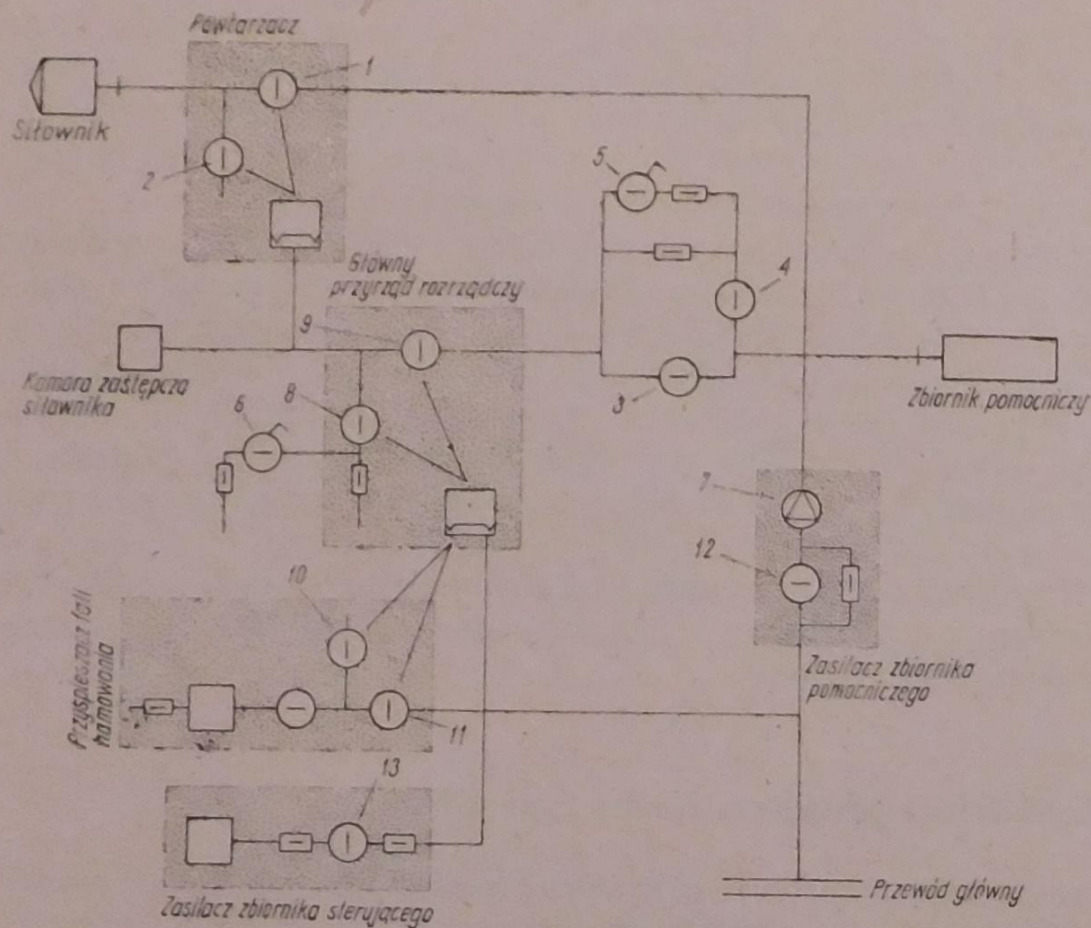 Powtarzacz
1
Siłownik
2
5
4
Główny
przyrząd rozrządczy
9
3
Komora zastępcza
siłownika
8
6
Zbiornik pomocniczy
7
12
10
Przyspieszacz fali
hamowania
Zasilacz zbiornika
pomocniczego
11
13
Przewód główny
Zasilacz zbiornika sterującego